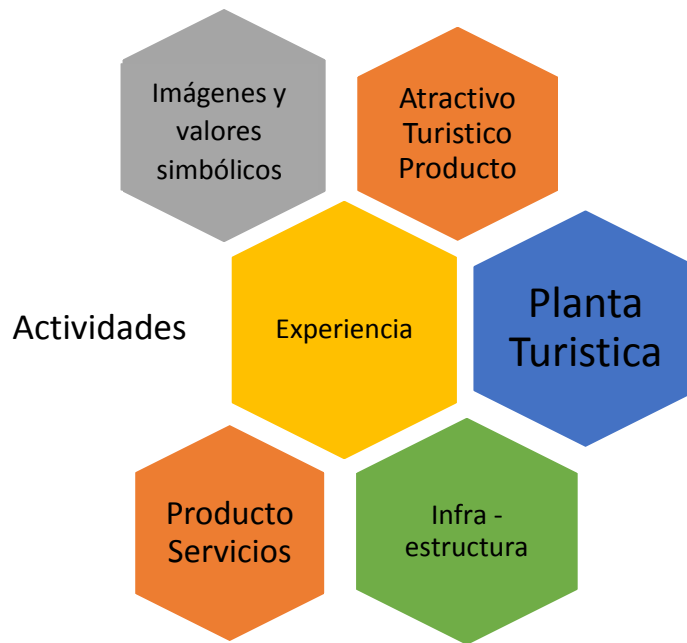 Imágenes y
valores
simbólicos
Atractivo
Turistico
Producto
Actividades
Experiencia
Planta
Turistica
Producto
Servicios
Infra -
estructura